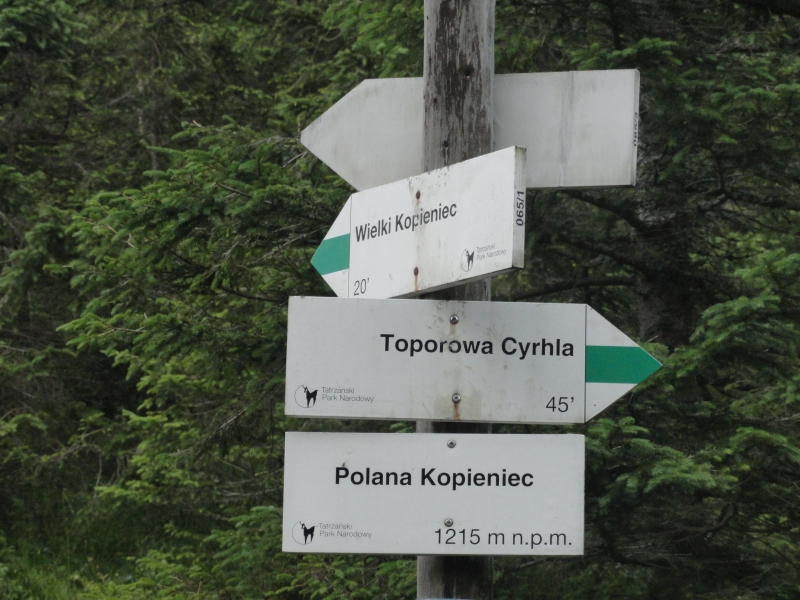 Wielki Kopieniec
065/1
Tatrzański
Park Narodowy
20'
Toporowa Cyrhla
Tatrzański
Park Narodowy
45'
Polana Kopieniec
Tatrzański
Park Narodowy
1215 m n.p.m.